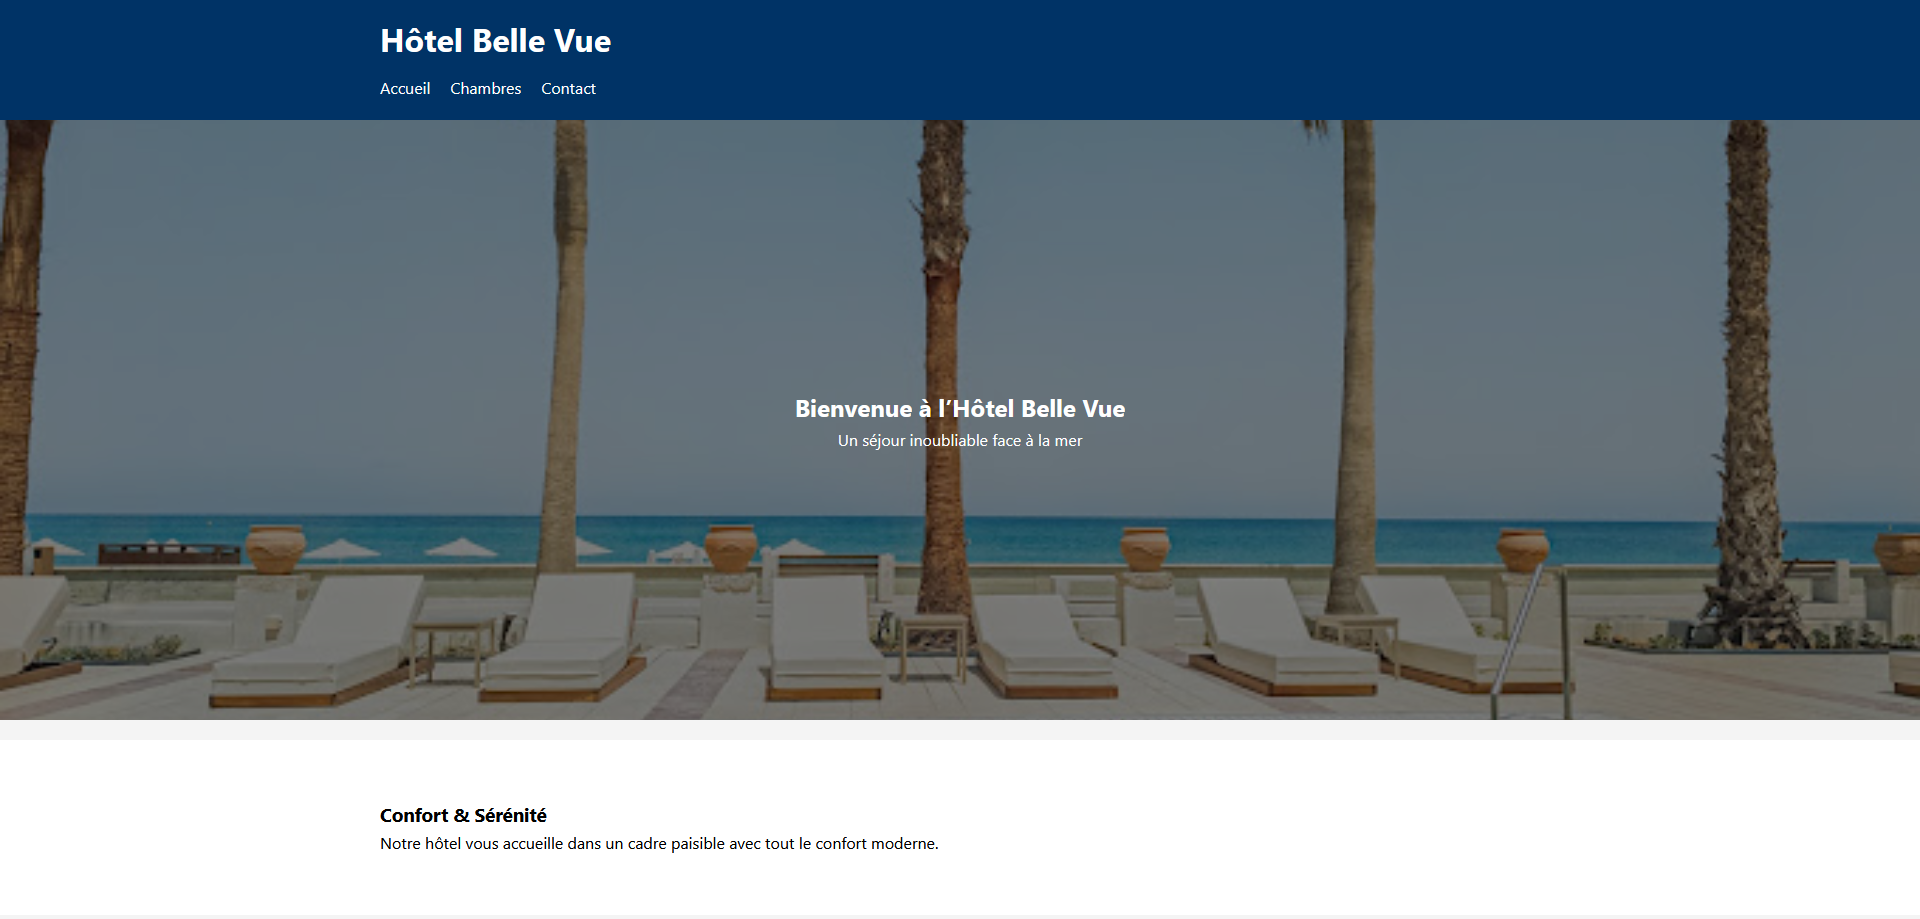 Hôtel Belle Vue
Accueil Chambres Contact
Bienvenue à l’Hôtel Belle Vue
Un séjour inoubliable face à la mer
Confort & Sérénité
Notre hôtel vous accueille dans un cadre paisible avec tout le confort moderne.